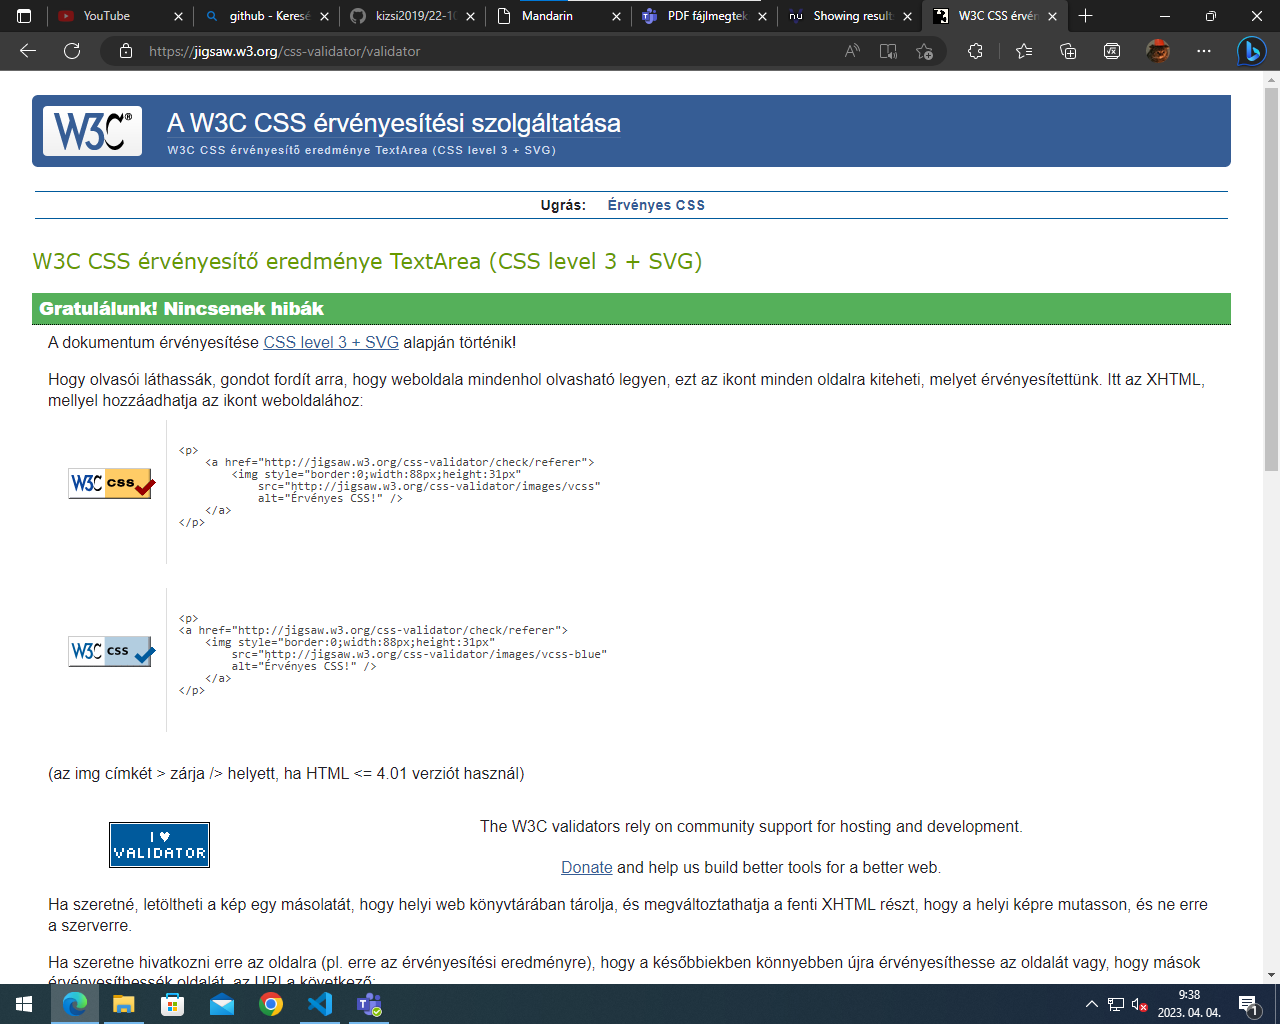 YouTube
github - Keresé
kizsi2019/22-10
Mandarin
PDF fájlmegtek
nu Showing result
W3C CSS érvén
https://jigsaw.w3.org/css-validator/validator
W3C®
A W3C CSS érvényesítési szolgáltatása
W3C CSS érvényesítõ eredménye TextArea (CSS level 3 + SVG)
Ugrás: Érvényes CSS
W3C CSS érvényesítő eredménye TextArea (CSS level 3 + SVG)
Gratulálunk! Nincsenek hibák
A dokumentum érvényesítése CSS level 3 + SVG alapján történik!
Hogy olvasói láthassák, gondot fordít arra, hogy weboldala mindenhol olvasható legyen, ezt az ikont minden oldalra kiteheti, melyet érvényesítettünk. Itt az XHTML,
mellyel hozzáadhatja az ikont weboldalához:
W3C CSS
<p>
<a href="http://jigsaw.w3.org/css-validator/check/referer">
<img style="border:0;width:88px;height:31px"
src="http://jigsaw.w3.org/css-validator/images/vcss"
alt="Érvényes CSS!" />
</a>
</p>
W3C CSS
<p>
<a href="http://jigsaw.w3.org/css-validator/check/referer">
<img style="border:0;width:88px;height:31px"
src="http://jigsaw.w3.org/css-validator/images/vcss-blue"
alt="Érvényes CSS!" />
</a>
</p>
(az img címkét > zárja /> helyett, ha HTML <= 4.01 verziót használ)
I ♥
VALIDATOR
The W3C validators rely on community support for hosting and development.
Donate and help us build better tools for a better web.
Ha szeretné, letöltheti a kép egy másolatát, hogy helyi web könyvtárában tárolja, és megváltoztathatja a fenti XHTML részt, hogy a helyi képre mutasson, és ne erre
a szerverre.
Ha szeretne hivatkozni erre az oldalra (pl. erre az érvényesítési eredményre), hogy a későbbiekben könnyebben újra érvényesíthesse az oldalát vagy, hogy mások
érvényesíthessék oldalát, az URI a következő:
9:38
2023. 04. 04.
1